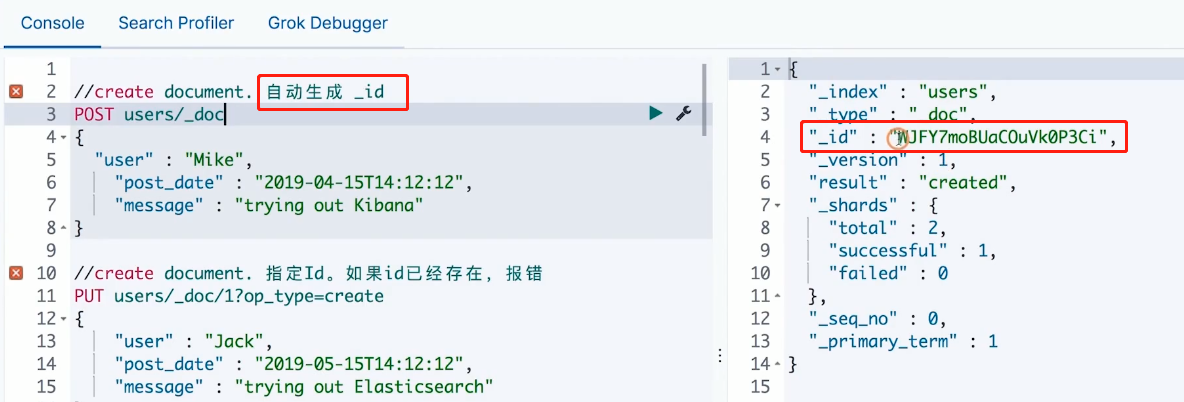 Console Search Profiler Grok Debugger
1
2 //create document. 自动生成 _id
3 POST users/_doc
4 {
5 "user" : "Mike",
6 "post_date" : "2019-04-15T14:12:12",
7 "message" : "trying out Kibana"
8 }
9
10 //create document. 指定Id。如果id已经存在，报错
11 PUT users/_doc/1?op_type=create
12 {
13 "user" : "Jack",
14 "post_date" : "2019-05-15T14:12:12",
15 "message" : "trying out Elasticsearch"
1 {
2 "_index" : "users",
3 "_type" : "_doc",
4 "_id" : "WJFY7moBUaCOuVk0P3Ci",
5 "_version" : 1,
6 "result" : "created",
7 "_shards" : {
8 "total" : 2,
9 "successful" : 1,
10 "failed" : 0
11 },
12 "_seq_no" : 0,
13 "_primary_term" : 1
14 }
15